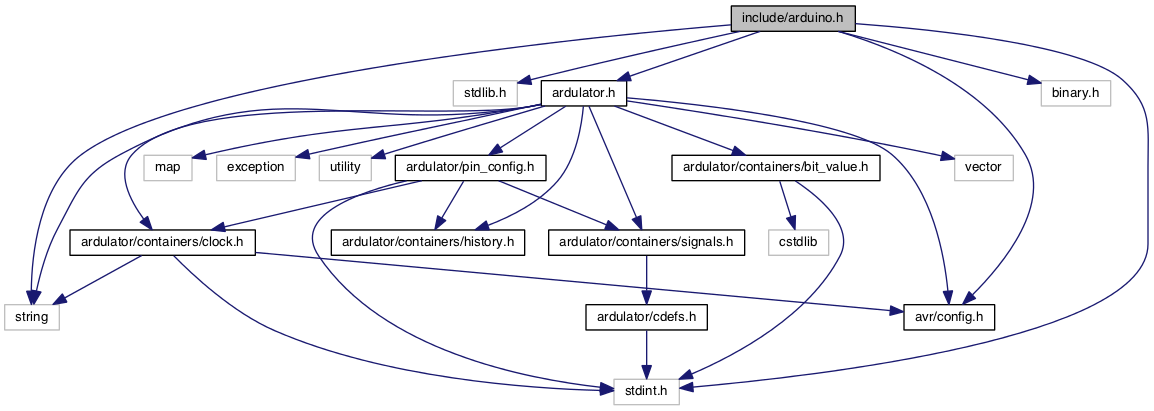 include/arduino.h
stdlib.h
ardulator.h
binary.h
map
exception
utility
ardulator/pin_config.h
ardulator/containers/bit_value.h
vector
ardulator/containers/clock.h
ardulator/containers/history.h
ardulator/containers/signals.h
cstdlib
string
ardulator/cdefs.h
avr/config.h
stdint.h